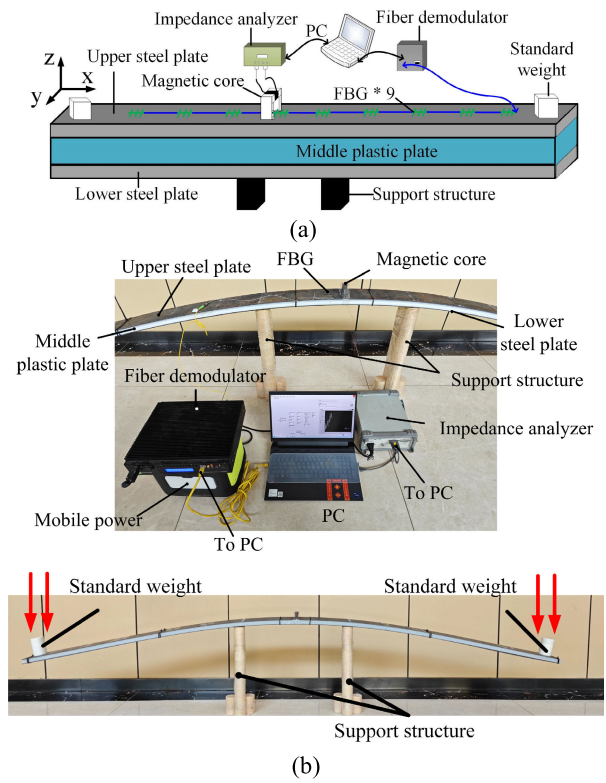 Impedance analyzer
PC
Fiber demodulator
Upper steel plate
Magnetic core
Standard
weight
z
x
y
FBG * 9
Middle plastic plate
Lower steel plate
Support structure
(a)
Upper steel plate
FBG
Magnetic core
Middle
plastic plate
Lower
steel plate
Fiber demodulator
Support
structure
Impedance analyzer
Mobile power
To PC
PC
To PC
Standard weight
Standard weight
Support structure
(b)